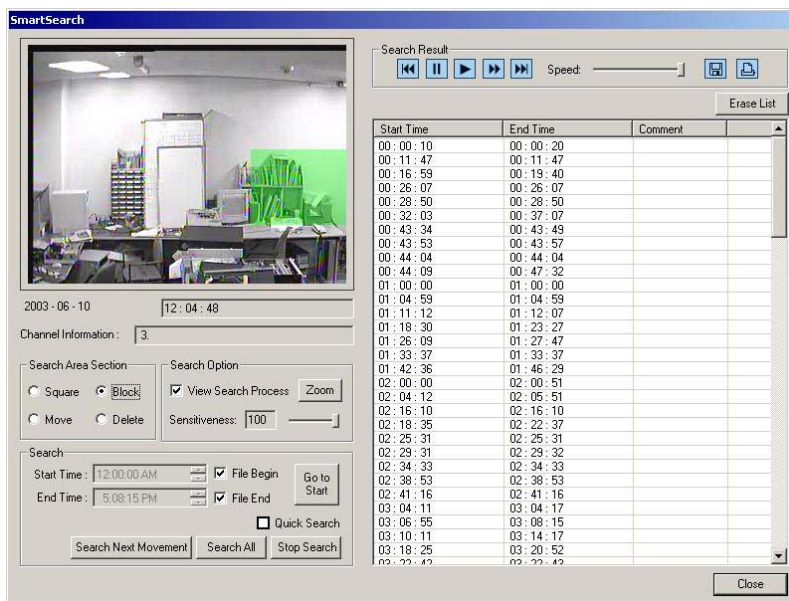 SmartSearch
Search Result
Speed:
Erase List
Start Time End Time Comment
00 : 00 : 10 00 : 00 : 20
00 : 11 : 47 00 : 11 : 47
00 : 16 : 59 00 : 19 : 40
00 : 26 : 07 00 : 26 : 07
00 : 28 : 50 00 : 28 : 50
00 : 32 : 03 00 : 37 : 07
00 : 43 : 34 00 : 43 : 49
00 : 43 : 53 00 : 43 : 57
00 : 44 : 04 00 : 44 : 04
00 : 44 : 09 00 : 47 : 32
01 : 00 : 00 01 : 00 : 00
01 : 04 : 59 01 : 04 : 59
01 : 11 : 12 01 : 12 : 07
01 : 18 : 30 01 : 23 : 27
01 : 26 : 09 01 : 27 : 47
01 : 33 : 37 01 : 33 : 37
01 : 42 : 36 01 : 46 : 29
02 : 00 : 00 02 : 00 : 51
02 : 04 : 12 02 : 05 : 51
02 : 16 : 10 02 : 16 : 10
02 : 18 : 35 02 : 22 : 37
02 : 25 : 31 02 : 25 : 31
02 : 29 : 31 02 : 29 : 32
02 : 34 : 33 02 : 34 : 33
02 : 38 : 53 02 : 38 : 53
02 : 41 : 16 02 : 41 : 16
03 : 04 : 11 03 : 04 : 17
03 : 06 : 55 03 : 08 : 15
03 : 10 : 11 03 : 14 : 17
03 : 18 : 25 03 : 20 : 52
03 : 22 : 42 03 : 22 : 43
2003 - 06 - 10 12 : 04 : 48
Channel Information : 3.
Search Area Section
Square Block
Move Delete
Search Option
View Search Process Zoom
Sensitiveness: 100
Search
Start Time : 12:00:00 AM File Begin
End Time : 5:08:15 PM File End
Go to
Start
Quick Search
Search Next Movement Search All Stop Search
Close